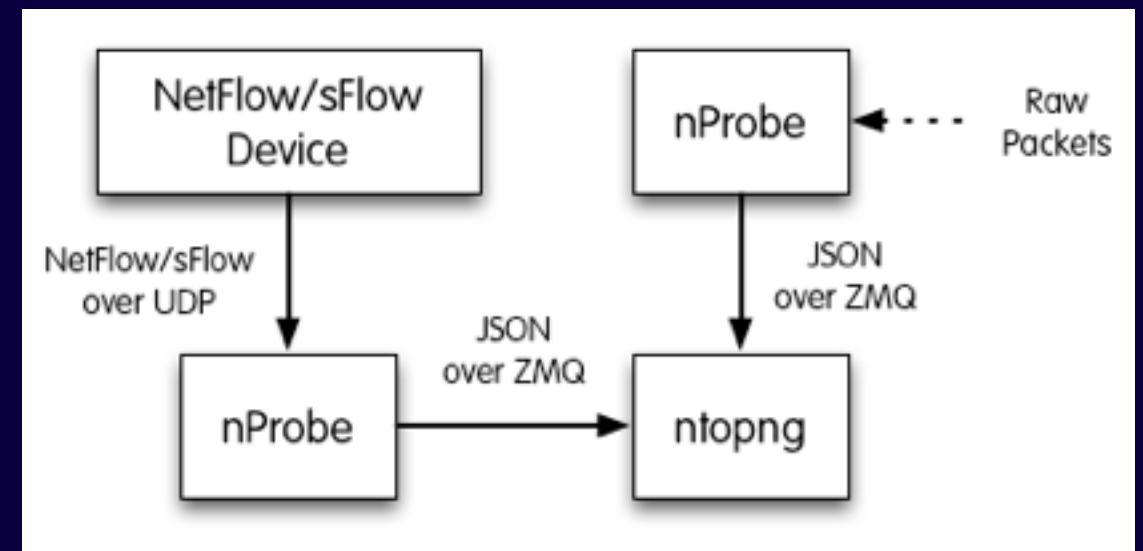 NetFlow/sFlow
Device
nProbe
Raw
Packets
NetFlow/sFlow
over UDP
JSON
over ZMQ
JSON
over ZMQ
nProbe
ntopng